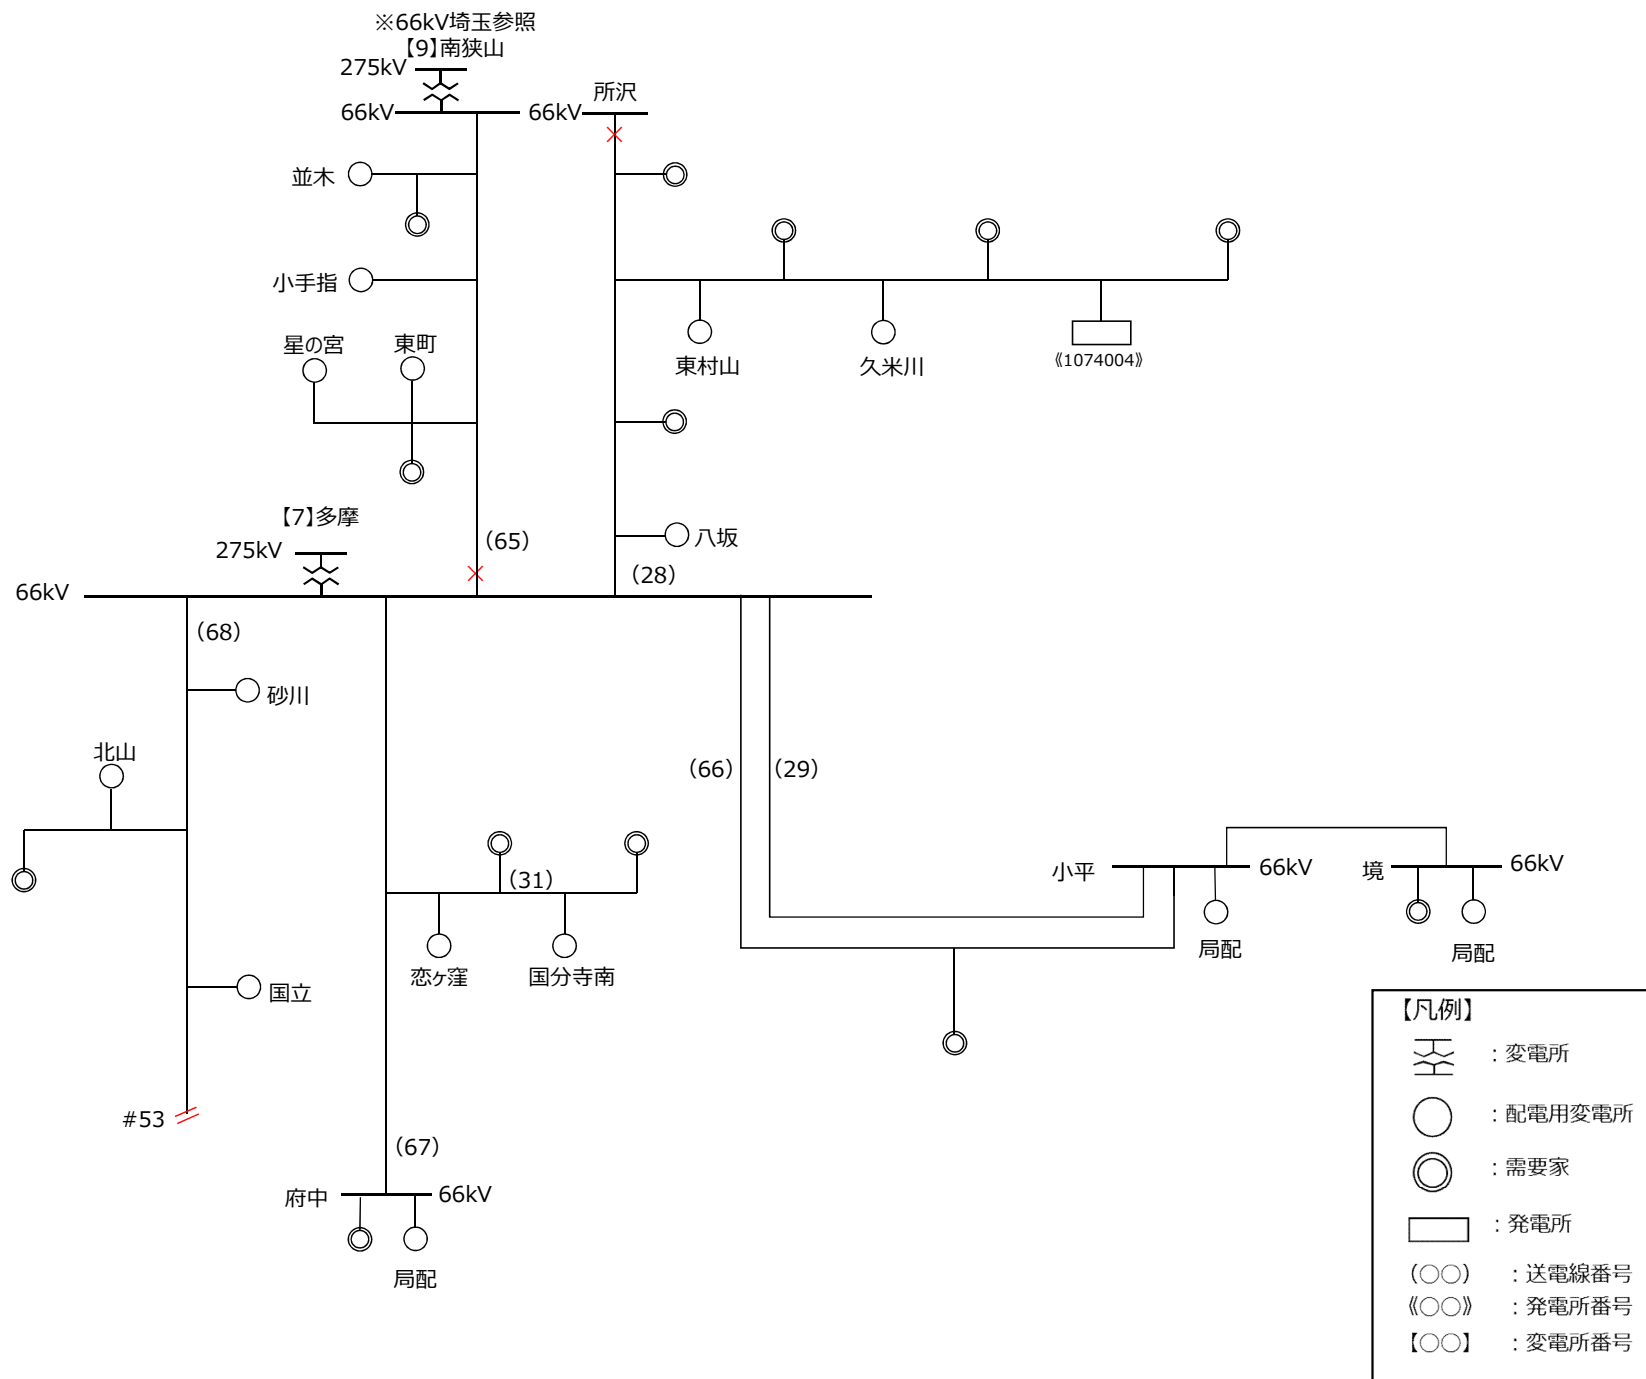 ※66kV埼玉参照
【9】南狭山
275kV
66kV
66kV
所沢
並木
小手指
星の宮
東町
東村山
久米川
《1074004》
八坂
【7】多摩
275kV
66kV
(65)
(28)
(68)
砂川
北山
国立
#53
(66)
(29)
(31)
恋ヶ窪
国分寺南
(67)
府中
66kV
局配
小平
66kV
局配
境
66kV
局配
【凡例】
：変電所
：配電用変電所
：需要家
：発電所
(○○) ：送電線番号
《○○》 ：発電所番号
【○○】 ：変電所番号